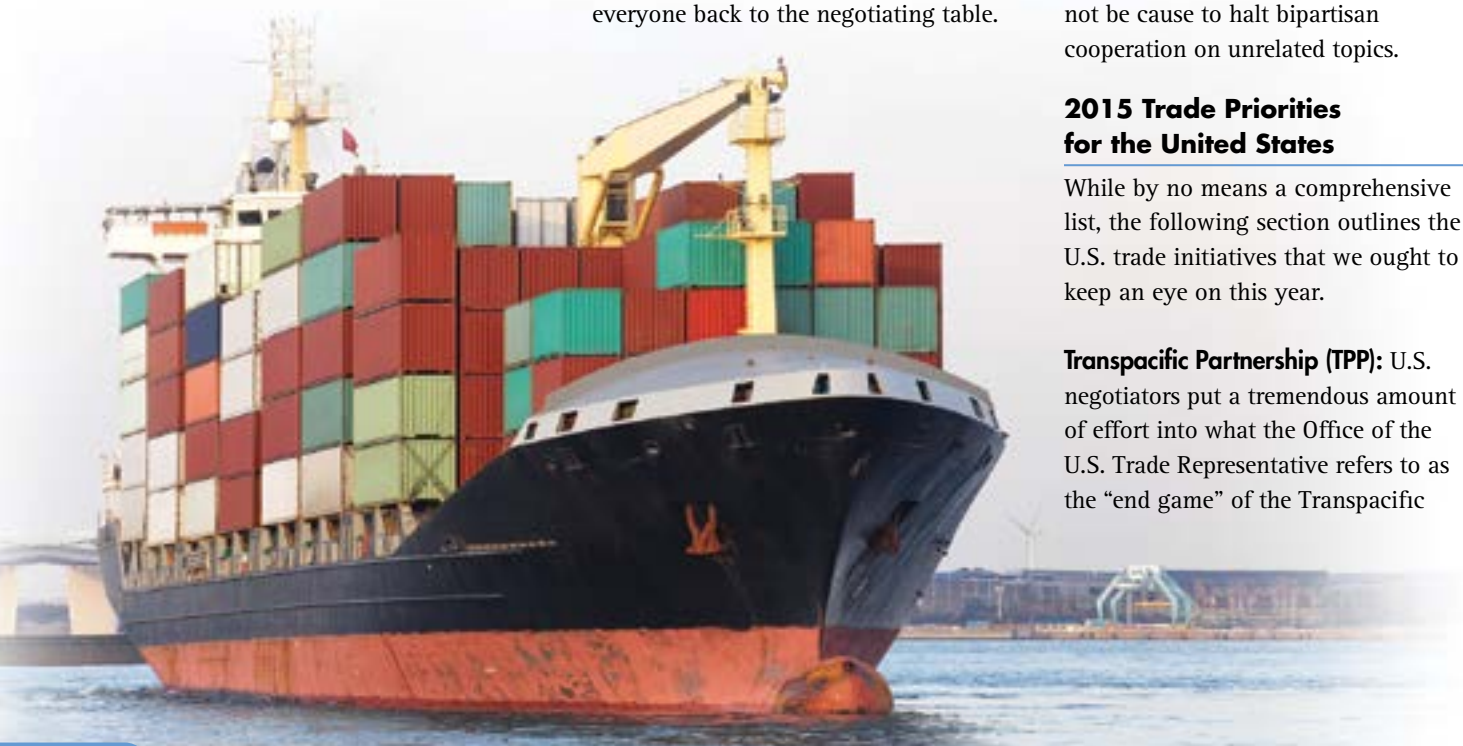 everyone back to the negotiating table.
not be cause to halt bipartisan
cooperation on unrelated topics.
2015 Trade Priorities
for the United States
While by no means a comprehensive
list, the following section outlines the
U.S. trade initiatives that we ought to
keep an eye on this year.
Transpacific Partnership (TPP): U.S.
negotiators put a tremendous amount
of effort into what the Office of the
U.S. Trade Representative refers to as
the “end game” of the Transpacific